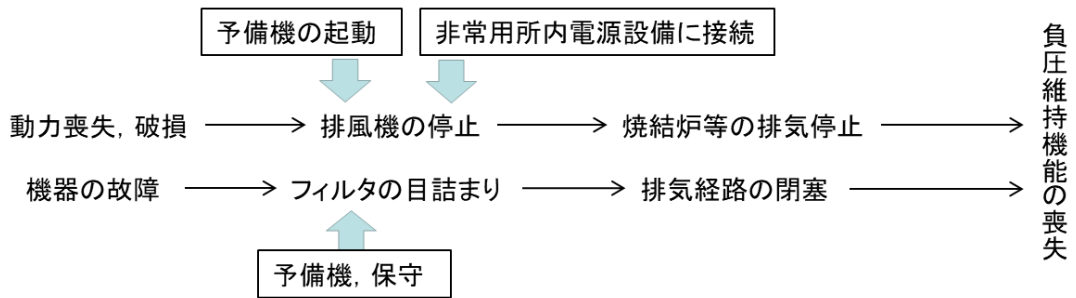 予備機の起動
非常用所内電源設備に接続
動力喪失，破損
排風機の停止
焼結炉等の排気停止
機器の故障
フィルタの目詰まり
排気経路の閉塞
負圧維持機能の喪失
予備機，保守